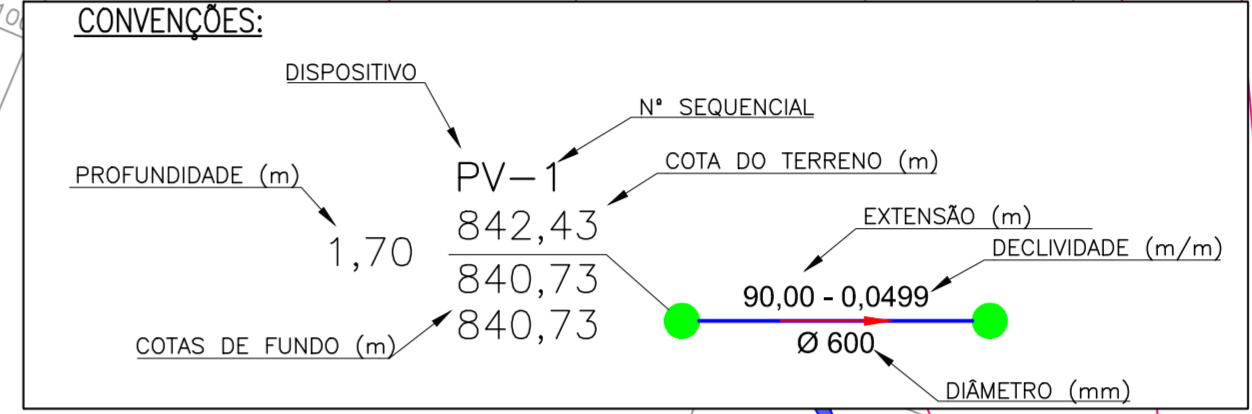 CONVENÇÕES:
DISPOSITIVO
Nº SEQUENCIAL
PV-1
COTA DO TERRENO (m)
PROFUNDIDADE (m)
842,43
1,70
EXTENSÃO (m)
DECLIVIDADE (m/m)
840,73
90,00 - 0,0499
840,73
Ø 600
COTAS DE FUNDO (m)
DIÂMETRO (mm)